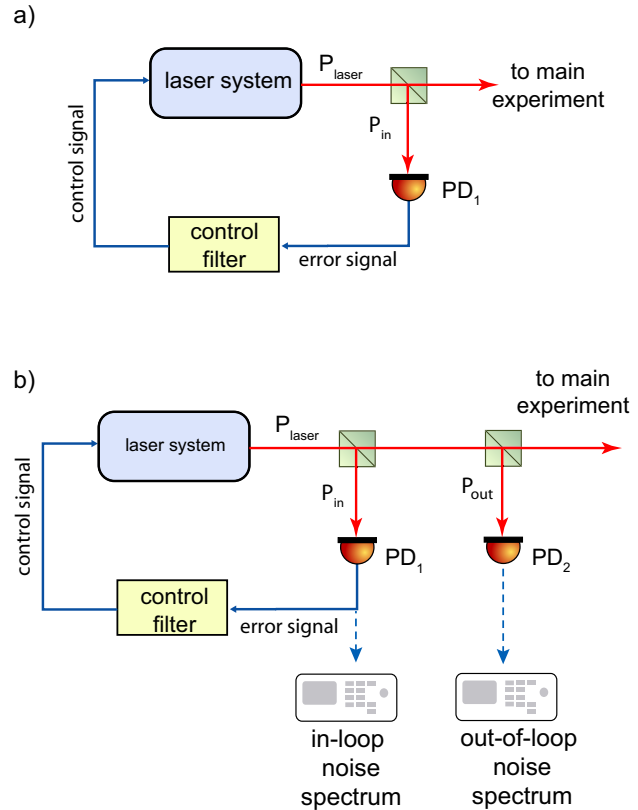 a)
laser system
P_laser
to main
experiment
P_in
PD_1
control signal
control
filter
error signal
b)
to main
experiment
laser system
P_laser
P_in
P_out
PD_1
PD_2
control signal
control
filter
error signal
in-loop
noise
spectrum
out-of-loop
noise
spectrum